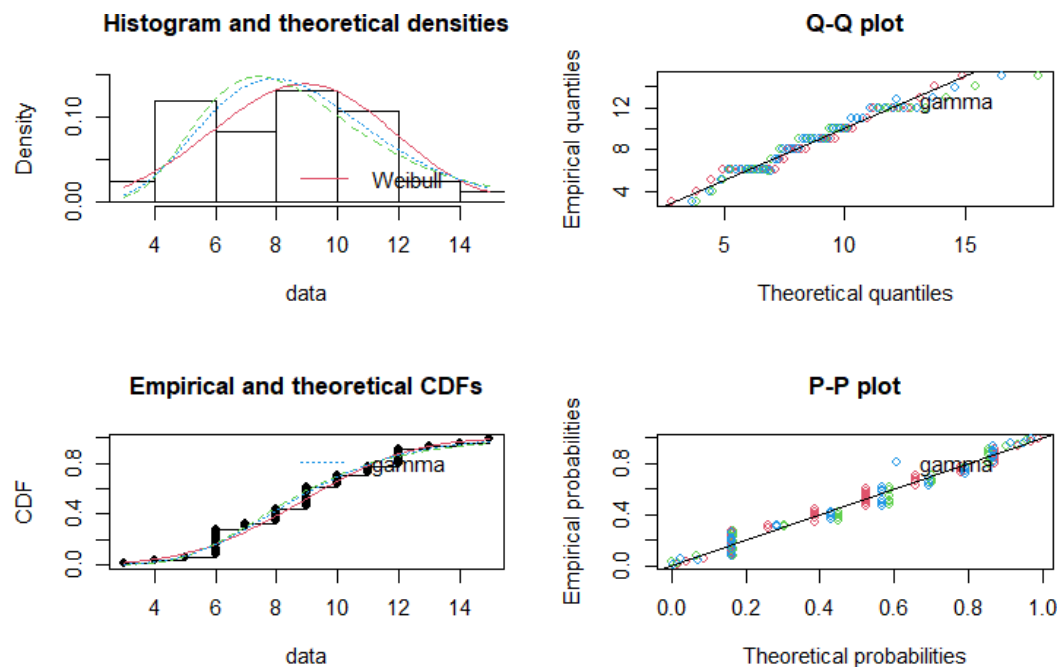 Histogram and theoretical densities
Density
0.00
0.10
Weibull
4 6 8 10 12 14
data
Q-Q plot
Empirical quantiles
4
8
12
gamma
5 10 15
Theoretical quantiles
Empirical and theoretical CDFs
CDF
0.0
0.4
0.8
gamma
4 6 8 10 12 14
data
P-P plot
Empirical probabilities
0.0
0.4
0.8
gamma
0.0 0.2 0.4 0.6 0.8 1.0
Theoretical probabilities